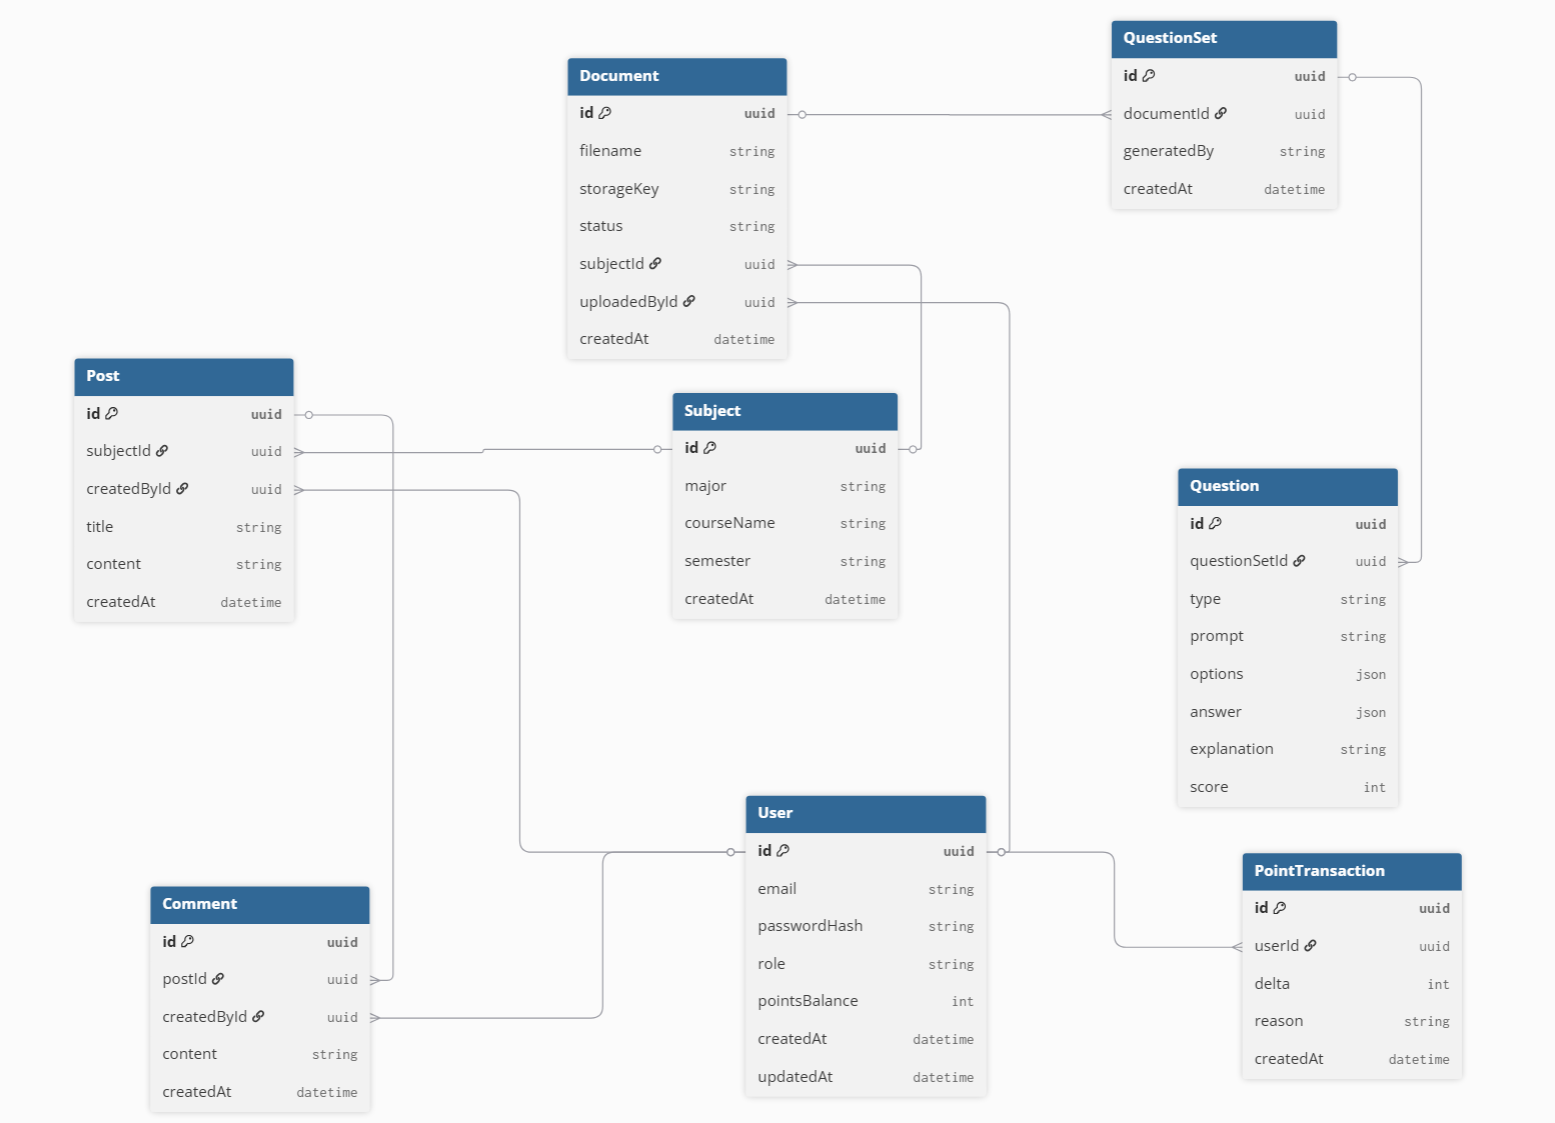 QuestionSet
id uuid
documentId uuid
generatedBy string
createdAt datetime
Document
id uuid
filename string
storageKey string
status string
subjectId uuid
uploadedById uuid
createdAt datetime
Post
id uuid
subjectId uuid
createdById uuid
title string
content string
createdAt datetime
Subject
id uuid
major string
courseName string
semester string
createdAt datetime
Question
id uuid
questionSetId uuid
type string
prompt string
options json
answer json
explanation string
score int
User
id uuid
email string
passwordHash string
role string
pointsBalance int
createdAt datetime
updatedAt datetime
PointTransaction
id uuid
userId uuid
delta int
reason string
createdAt datetime
Comment
id uuid
postId uuid
createdById uuid
content string
createdAt datetime